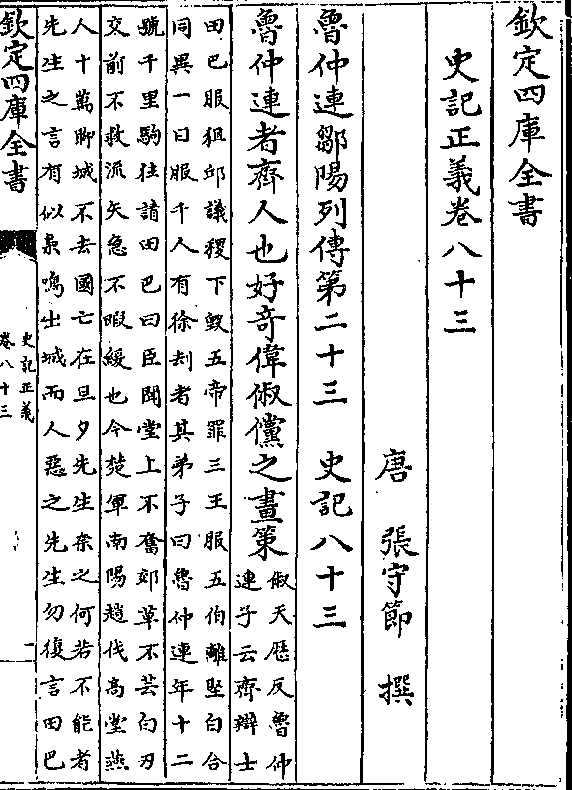 欽定四庫全書
史記正義卷八十三
唐 張守節 撰
魯仲連鄒陽列傳第二十三 史記八十三
魯仲連者齊人也好奇偉俶儻之畫策
俶天歴反魯仲
連子云齊辯士
田巴服狙邱議稷下毁五帝罪三王服五伯離堅白合
同異一日服千人有徐刦者其弟子曰魯仲連年十二
號千里駒往請田巴曰臣聞堂上不奮郊草不芸白刃
交前不救流矢急不暇緩也今楚軍南陽趙伐高堂燕
人十萬聊城不去國亡在旦夕先生柰之何若不能者
先生之言有似梟鳴出城而人惡之先生勿復言田巴
欽定四庫全書
史記正義
卷八十三
一